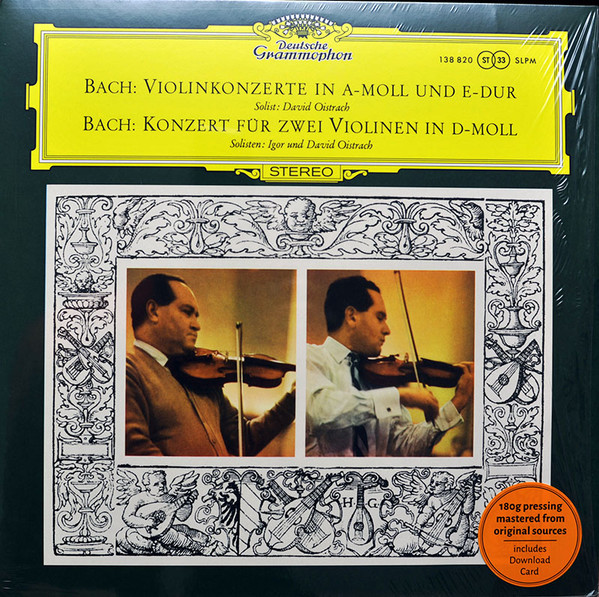 Deutsche
Grammophon
138 820 ST 33 SLPM
BACH: VIOLINKONZERTE IN A-MOLL UND E-DUR
Solist: David Oistrach
BACH: KONZERT FÜR ZWEI VIOLINEN IN D-MOLL
Solisten: Igor und David Oistrach
STEREO
H G
180g pressing
mastered from
original sources
includes
Download
Card